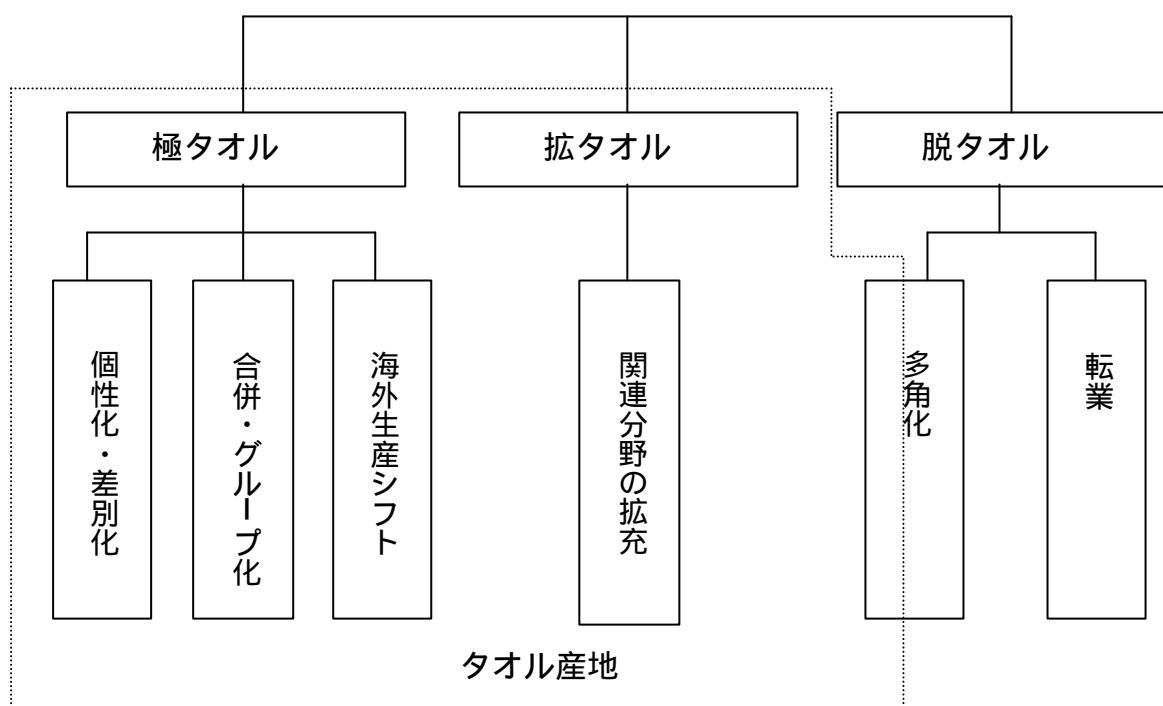 極タオル
拡タオル
脱タオル
個性化・差別化
合併・グループ化
海外生産シフト
関連分野の拡充
多角化
転業
タオル産地